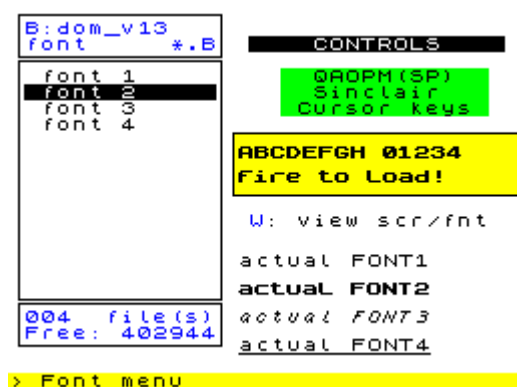 B:dom_v13
font *.B
font 1
font 2
font 3
font 4
004 file(s)
Free: 402944
CONTROLS
QAOPM(SP)
Sinclair
Cursor keys
ABCDEFGH 01234
Fire to Load!
W: view scr/fnt
actual FONT1
actual FONT2
actual FONT3
actual FONT4
> Font menu